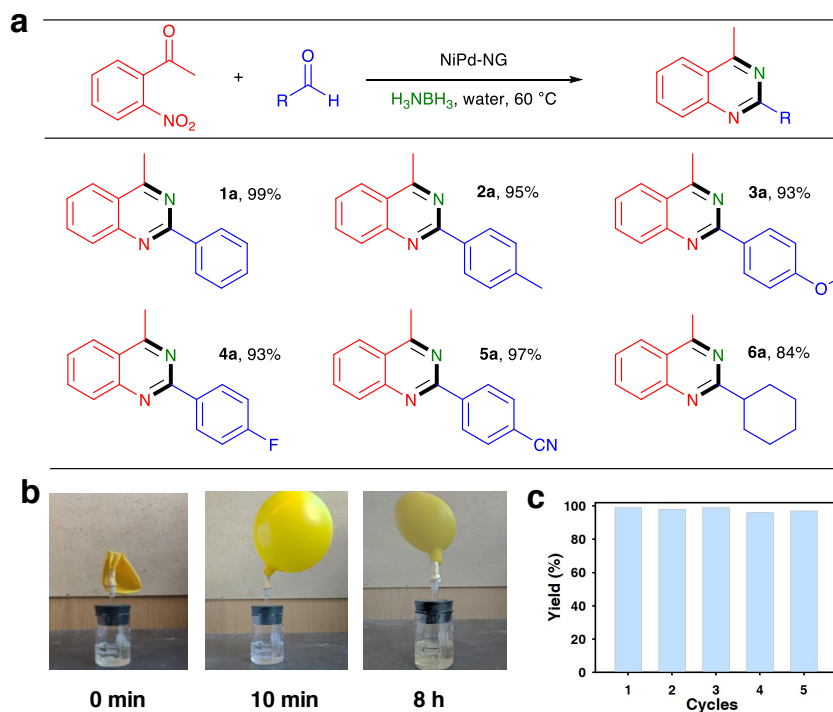 a
O
NO₂
+
O
R
H
NiPd-NG
H₃NBH₃, water, 60 °C
N
N
R
1a, 99%
N
N
2a, 95%
N
N
3a, 93%
N
N
O
4a, 93%
N
N
F
5a, 97%
N
N
CN
6a, 84%
N
N
b
0 min
10 min
8 h
c
Yield (%)
100
80
60
40
20
0
1 2 3 4 5
Cycles